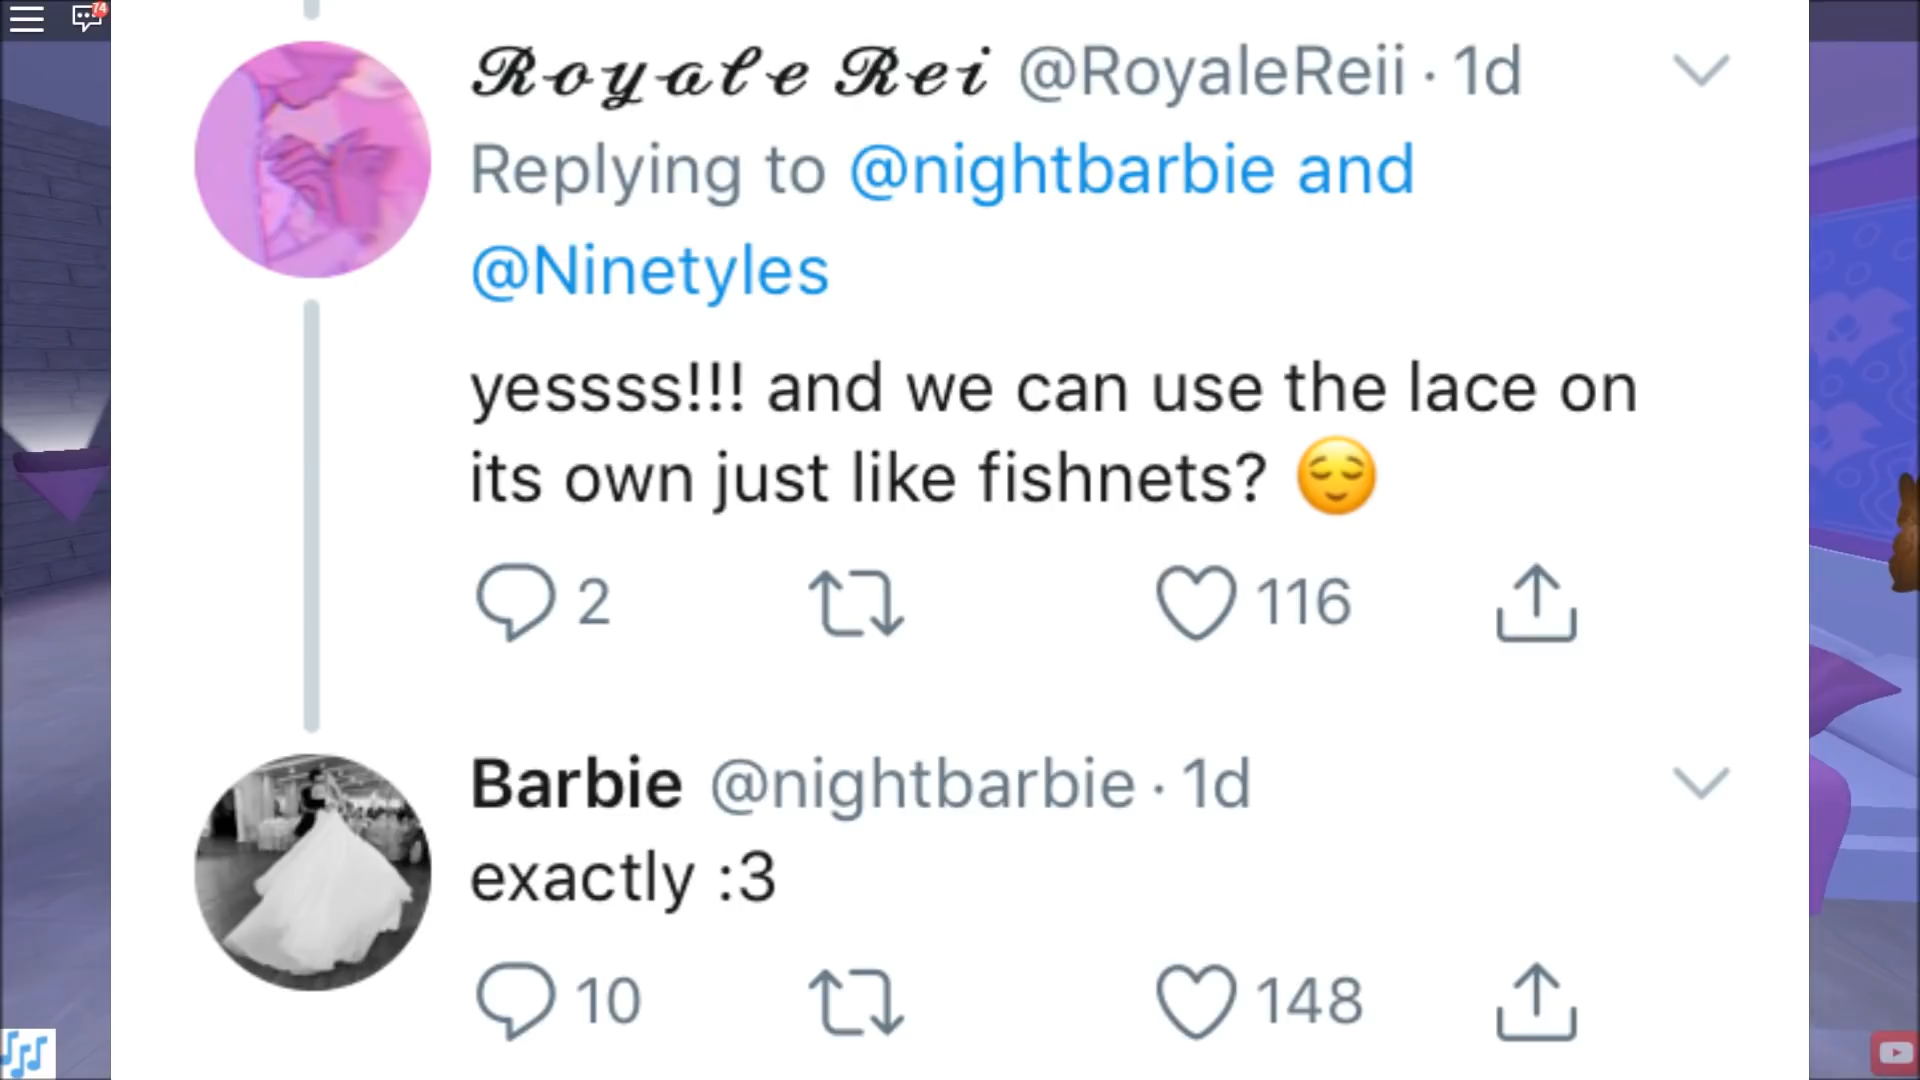 74
Royale Rei @RoyaleReii · 1d
Replying to @nightbarbie and
@Ninetyles
yessss!!! and we can use the lace on
its own just like fishnets? 😌
2 116
Barbie @nightbarbie · 1d
exactly :3
10 148